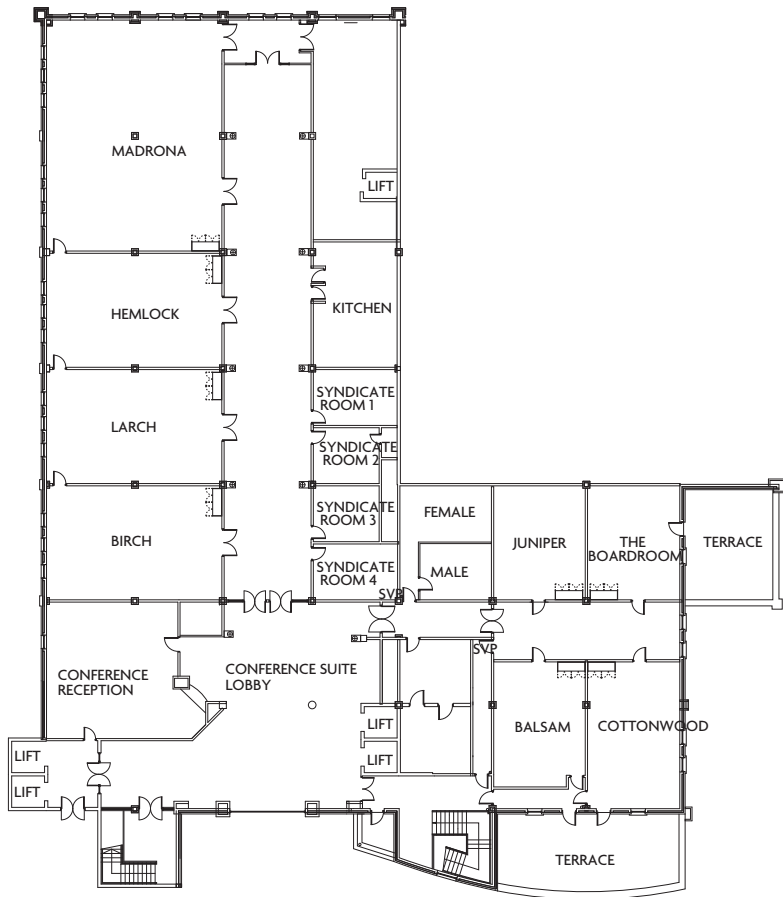 MADRONA
LIFT
HEMLOCK
KITCHEN
SYNDICATE
ROOM 1
LARCH
SYNDICATE
ROOM 2
SYNDICATE
ROOM 3
FEMALE
BIRCH
JUNIPER
THE
BOARDROOM
TERRACE
SYNDICATE
ROOM 4
MALE
SVP
SVP
CONFERENCE
RECEPTION
CONFERENCE SUITE
LOBBY
LIFT
BALSAM
COTTONWOOD
LIFT
LIFT
LIFT
TERRACE